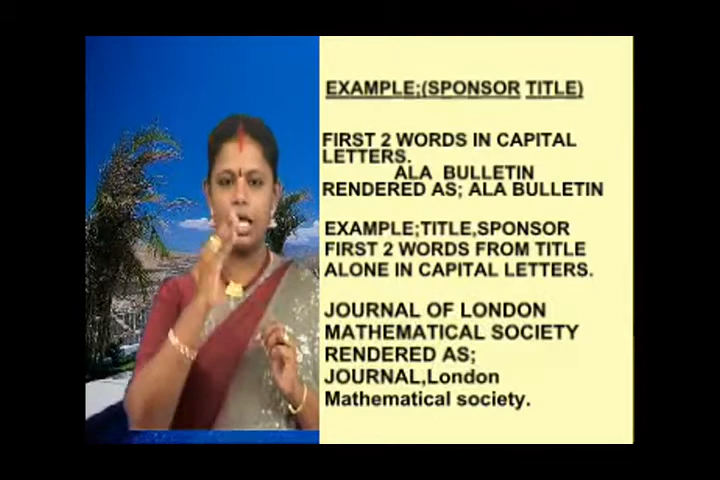 EXAMPLE;(SPONSOR TITLE)
FIRST 2 WORDS IN CAPITAL
LETTERS.
ALA BULLETIN
RENDERED AS; ALA BULLETIN
EXAMPLE;TITLE,SPONSOR
FIRST 2 WORDS FROM TITLE
ALONE IN CAPITAL LETTERS.
JOURNAL OF LONDON
MATHEMATICAL SOCIETY
RENDERED AS;
JOURNAL,London
Mathematical society.